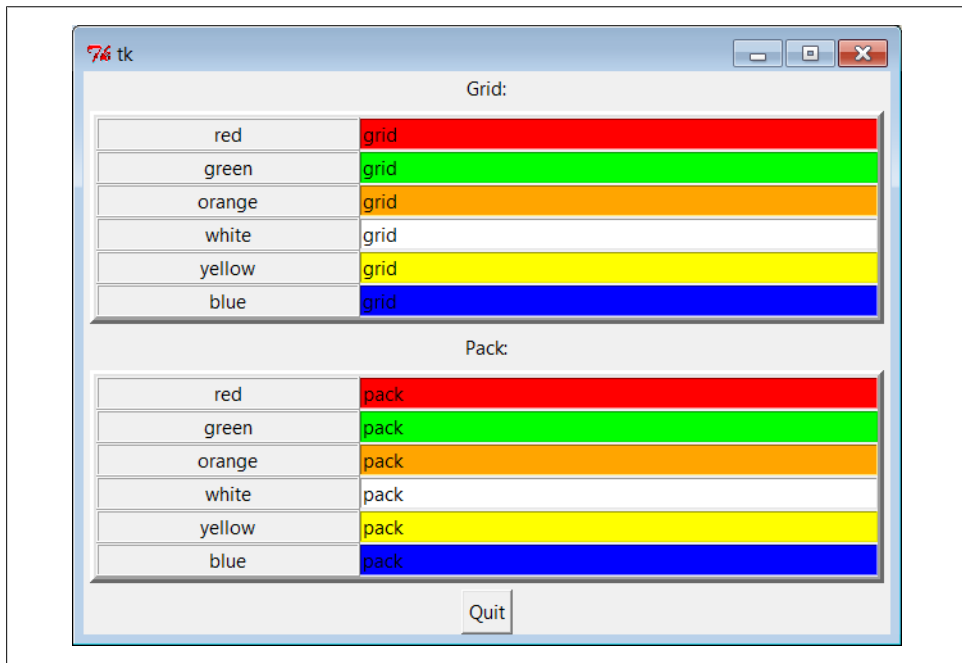 tk
Grid:
red grid
green grid
orange grid
white grid
yellow grid
blue grid
Pack:
red pack
green pack
orange pack
white pack
yellow pack
blue pack
Quit